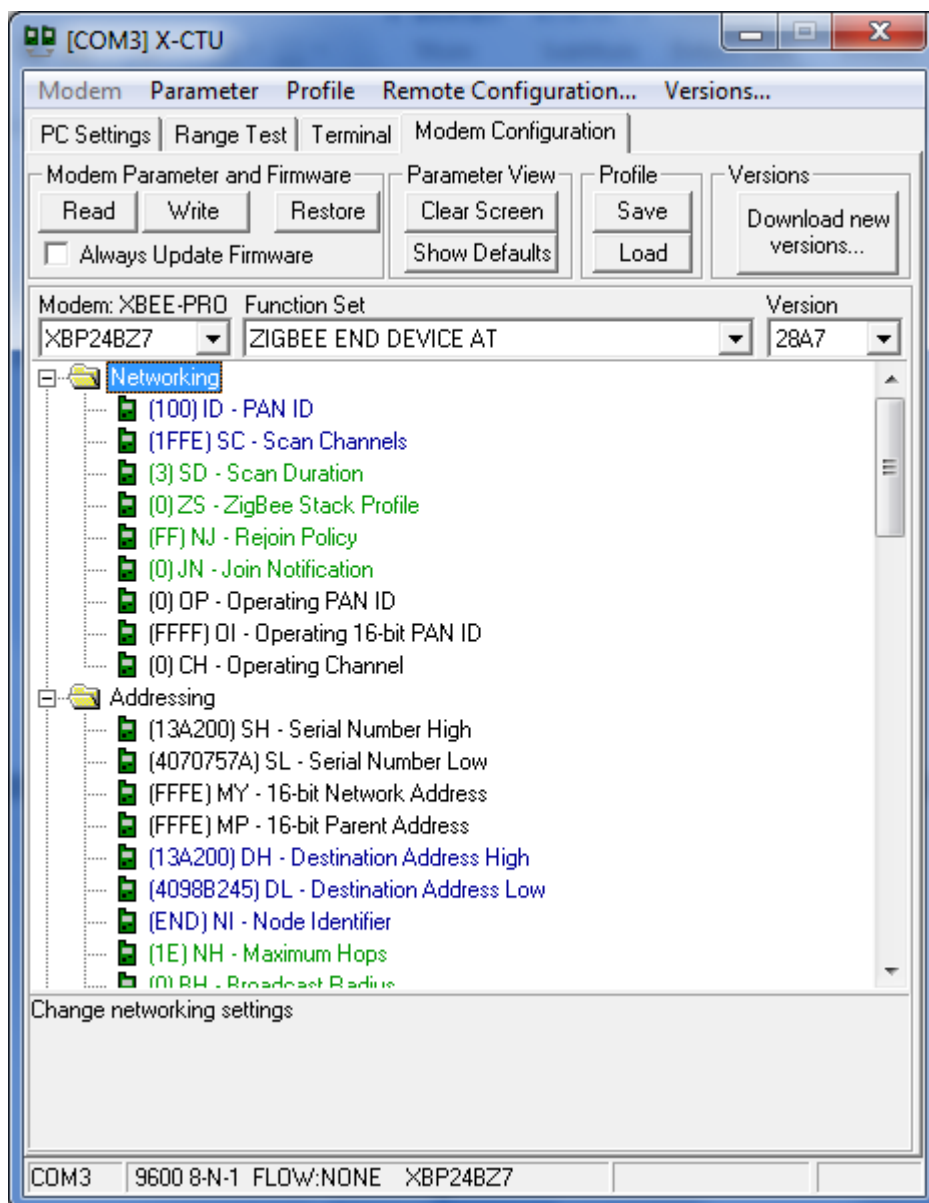 [COM3] X-CTU
Modem Parameter Profile Remote Configuration... Versions...
PC Settings Range Test Terminal Modem Configuration
Modem Parameter and Firmware Parameter View Profile Versions
Read Write Restore Clear Screen Save Download new versions...
Always Update Firmware Show Defaults Load
Modem: XBEE-PRO Function Set Version
XBP24BZ7 ZIGBEE END DEVICE AT 28A7
Networking
(100) ID - PAN ID
(1FFE) SC - Scan Channels
(3) SD - Scan Duration
(0) ZS - ZigBee Stack Profile
(FF) NJ - Rejoin Policy
(0) JN - Join Notification
(0) OP - Operating PAN ID
(FFFF) OI - Operating 16-bit PAN ID
(0) CH - Operating Channel
Addressing
(13A200) SH - Serial Number High
(4070757A) SL - Serial Number Low
(FFFE) MY - 16-bit Network Address
(FFFE) MP - 16-bit Parent Address
(13A200) DH - Destination Address High
(4098B245) DL - Destination Address Low
(END) NI - Node Identifier
(1E) NH - Maximum Hops
(0) BH - Broadcast Radius
Change networking settings
COM3 9600 8-N-1 FLOW:NONE XBP24BZ7